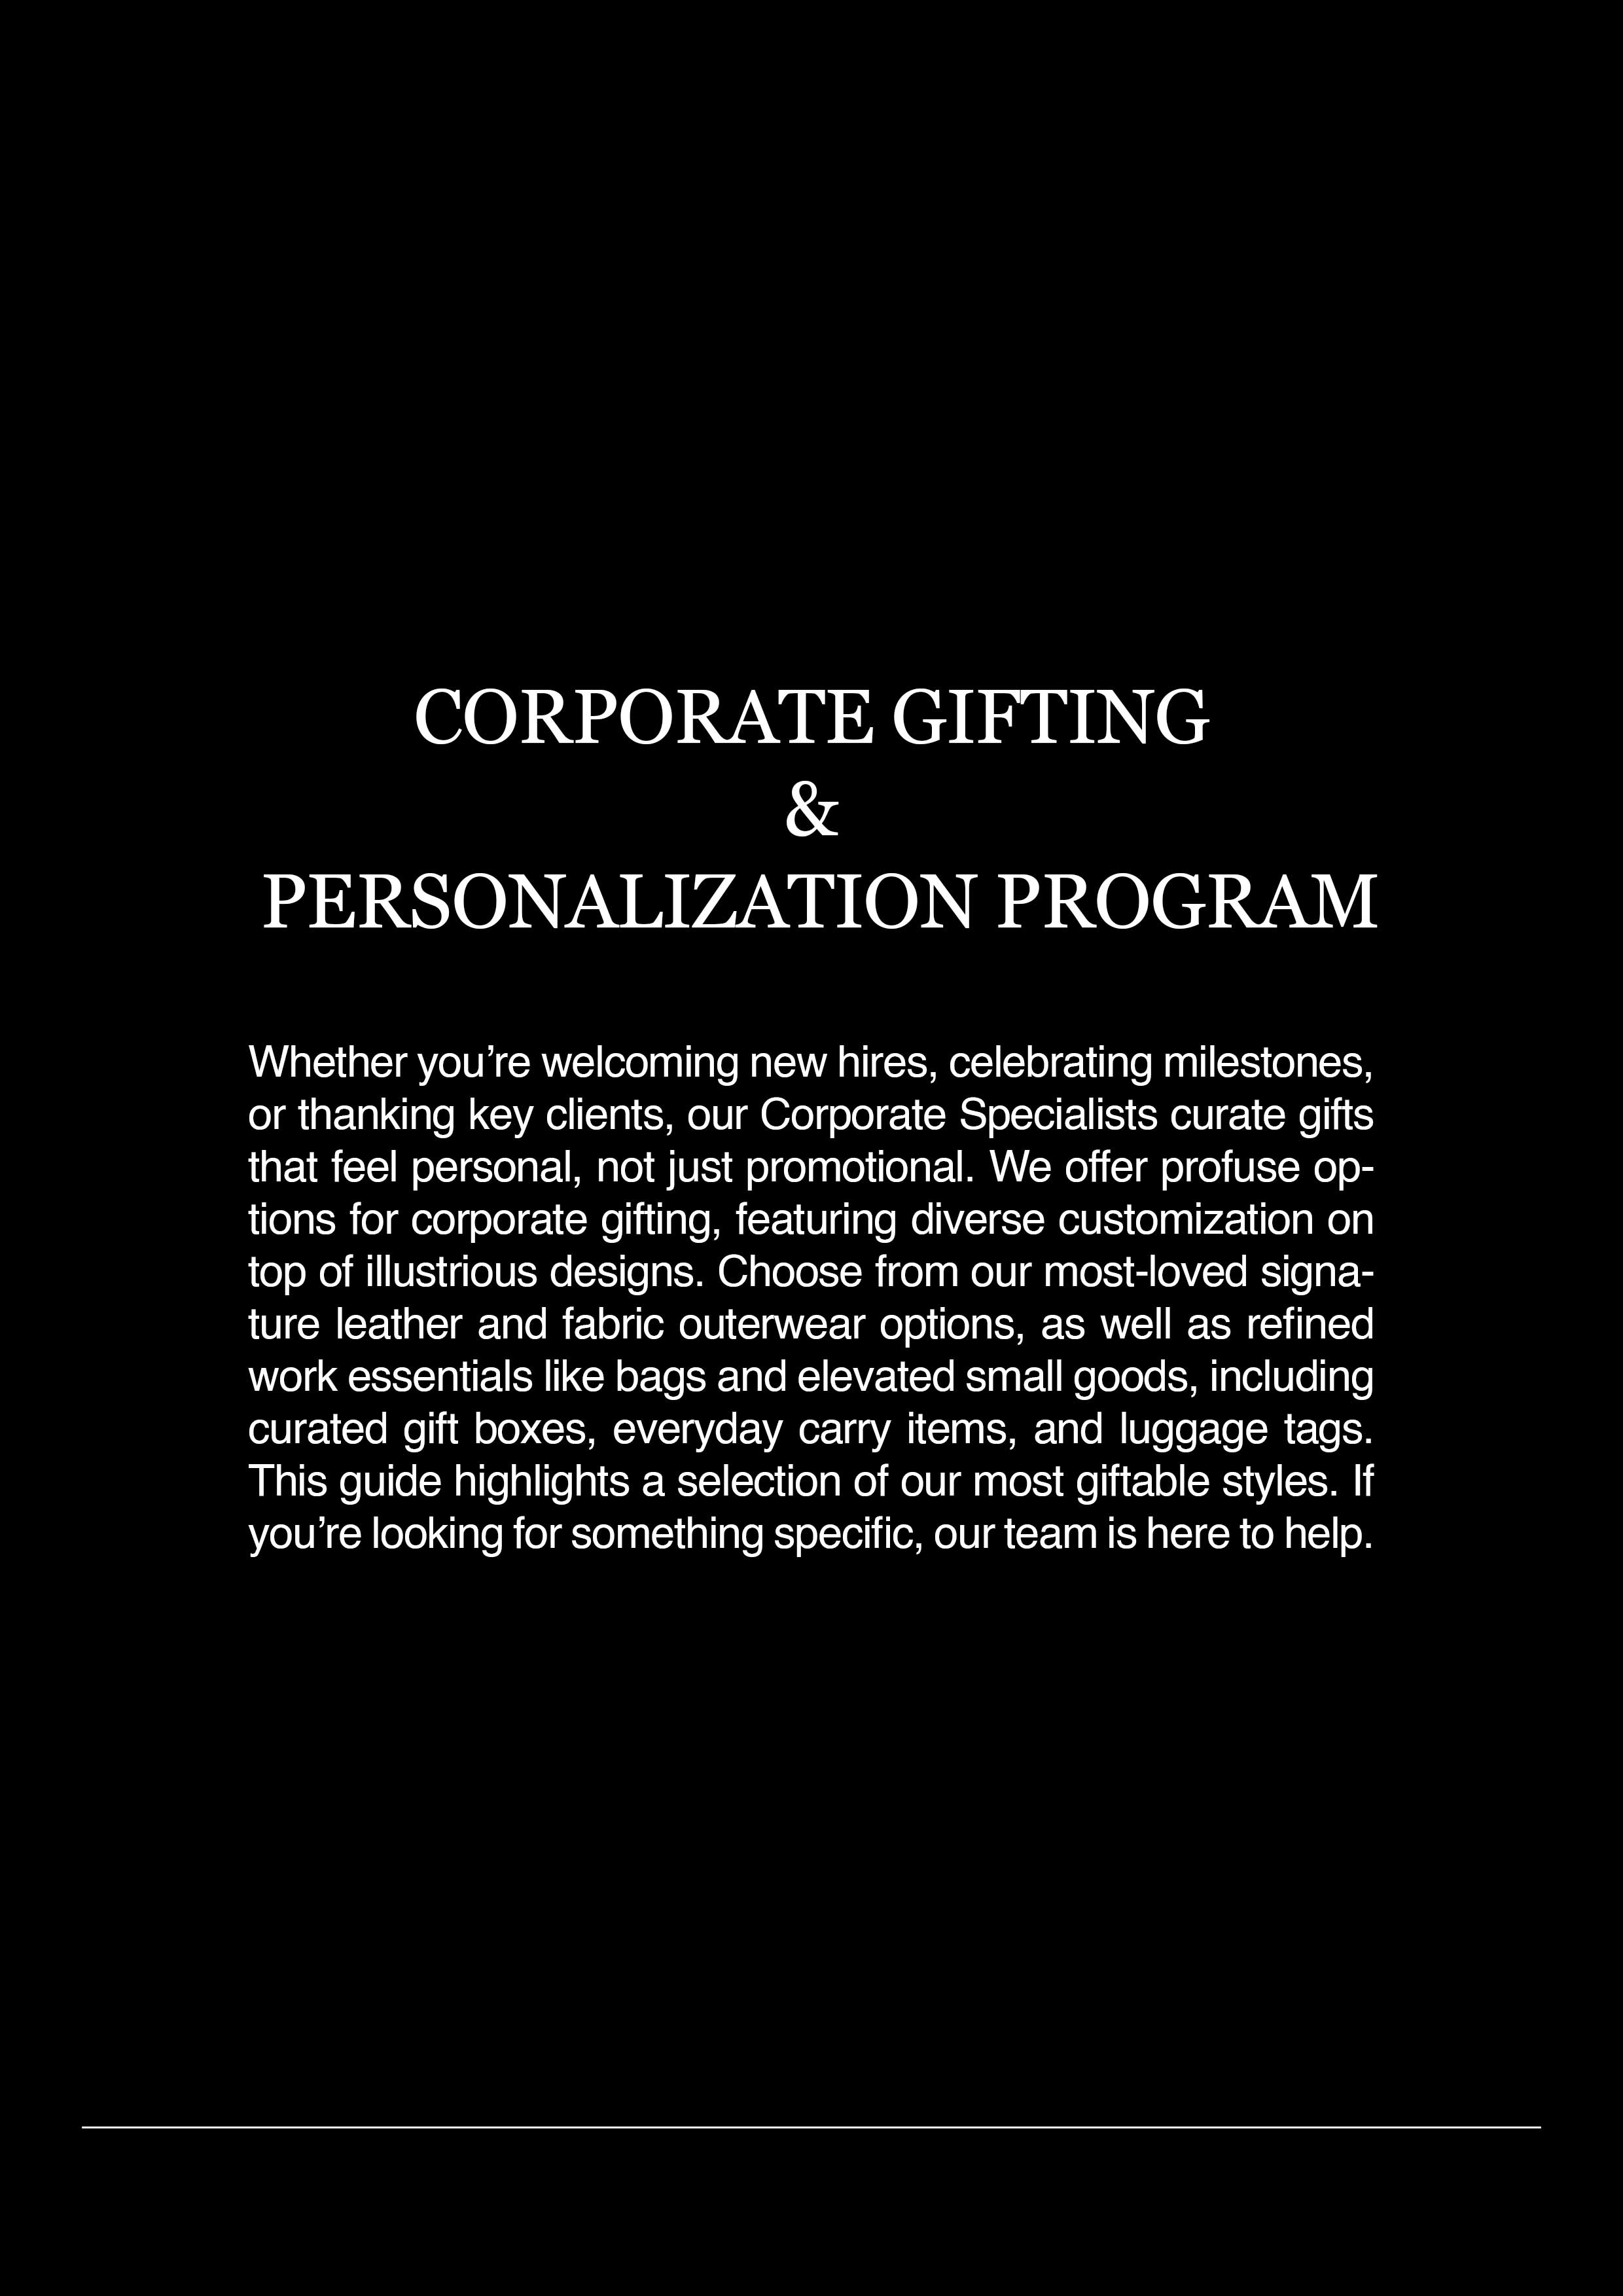 CORPORATE GIFTING
&
PERSONALIZATION PROGRAM
Whether you’re welcoming new hires, celebrating milestones,
or thanking key clients, our Corporate Specialists curate gifts
that feel personal, not just promotional. We offer profuse op-
tions for corporate gifting, featuring diverse customization on
top of illustrious designs. Choose from our most-loved signa-
ture leather and fabric outerwear options, as well as refined
work essentials like bags and elevated small goods, including
curated gift boxes, everyday carry items, and luggage tags.
This guide highlights a selection of our most giftable styles. If
you’re looking for something specific, our team is here to help.